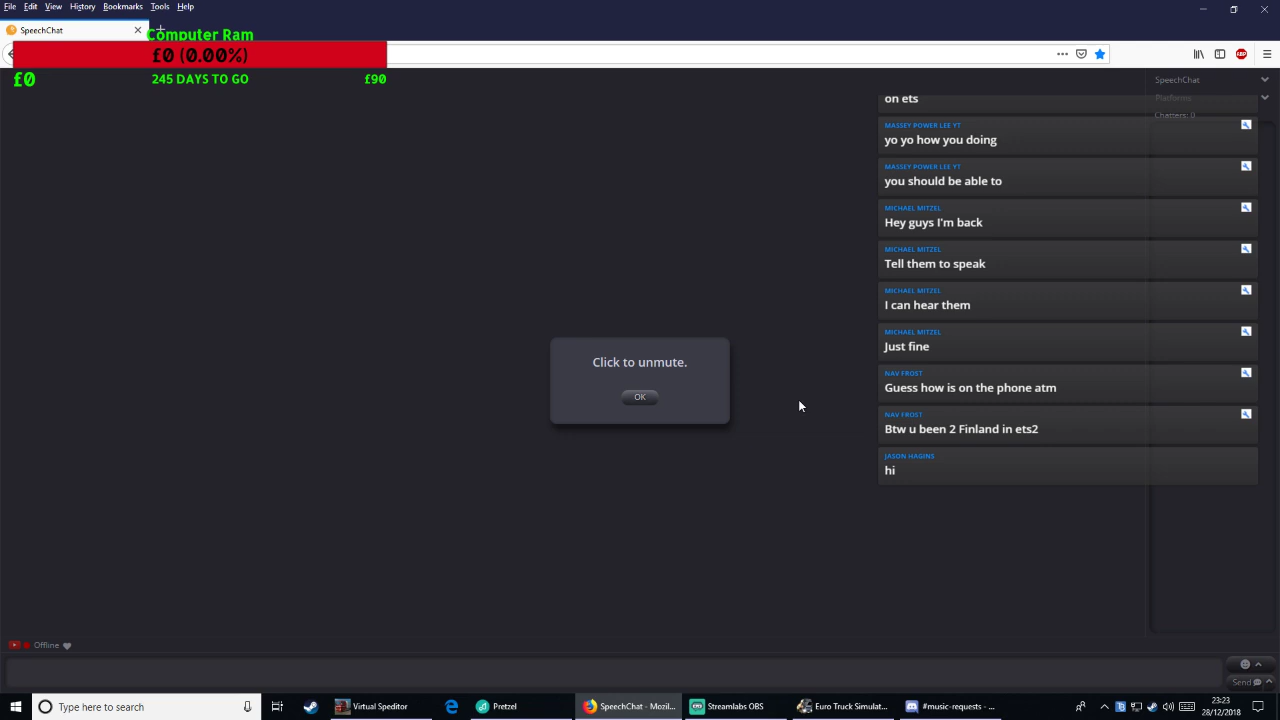 File Edit View History Bookmarks Tools Help
SpeechChat
Computer Ram
£0 (0.00%)
£0 245 DAYS TO GO £90
SpeechChat
Platforms:
Chatters: 0
on ets
MASSEY POWER LEE YT
yo yo how you doing
MASSEY POWER LEE YT
you should be able to
MICHAEL MITZEL
Hey guys I'm back
MICHAEL MITZEL
Tell them to speak
MICHAEL MITZEL
I can hear them
MICHAEL MITZEL
Just fine
NAV FROST
Guess how is on the phone atm
NAV FROST
Btw u been 2 Finland in ets2
JASON HAGINS
hi
Click to unmute.
OK
Offline
Send
Type here to search
Virtual Speditor
Pretzel
SpeechChat - Mozil...
Streamlabs OBS
Euro Truck Simulat...
#music-requests - ...
23:23
28/12/2018